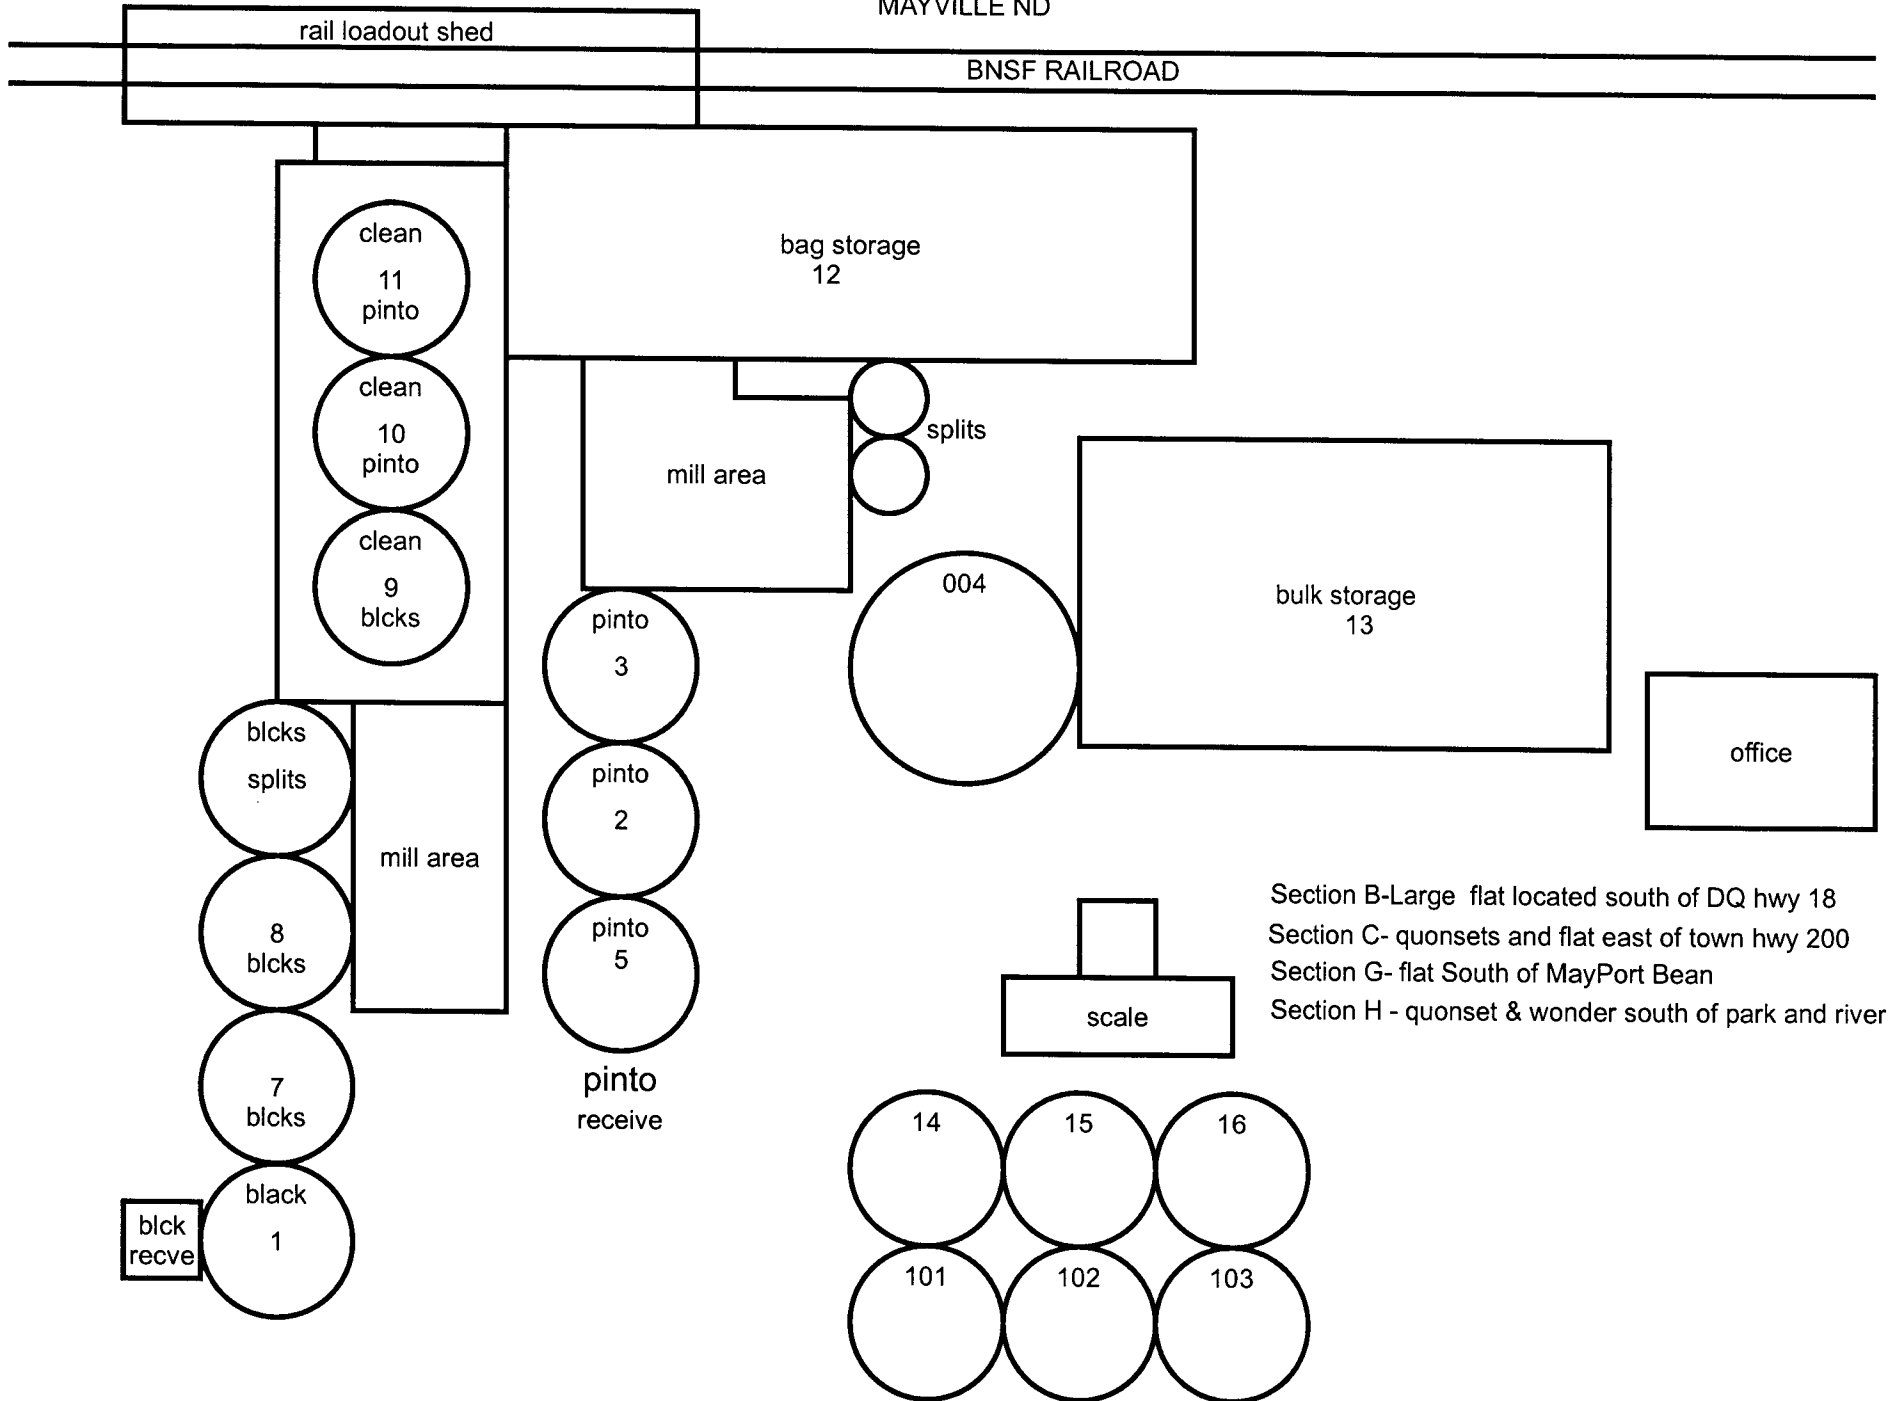 MAYVILLE ND
rail loadout shed
BNSF RAILROAD
clean
11
pinto
bag storage
12
clean
10
pinto
splits
mill area
clean
9
blcks
004
bulk storage
13
pinto
3
office
blcks
splits
pinto
2
mill area
8
blcks
pinto
5
Section B-Large flat located south of DQ hwy 18
Section C- quonsets and flat east of town hwy 200
Section G- flat South of MayPort Bean
Section H - quonset & wonder south of park and river
scale
pinto
receive
7
blcks
14
15
16
black
1
blck
recve
101
102
103